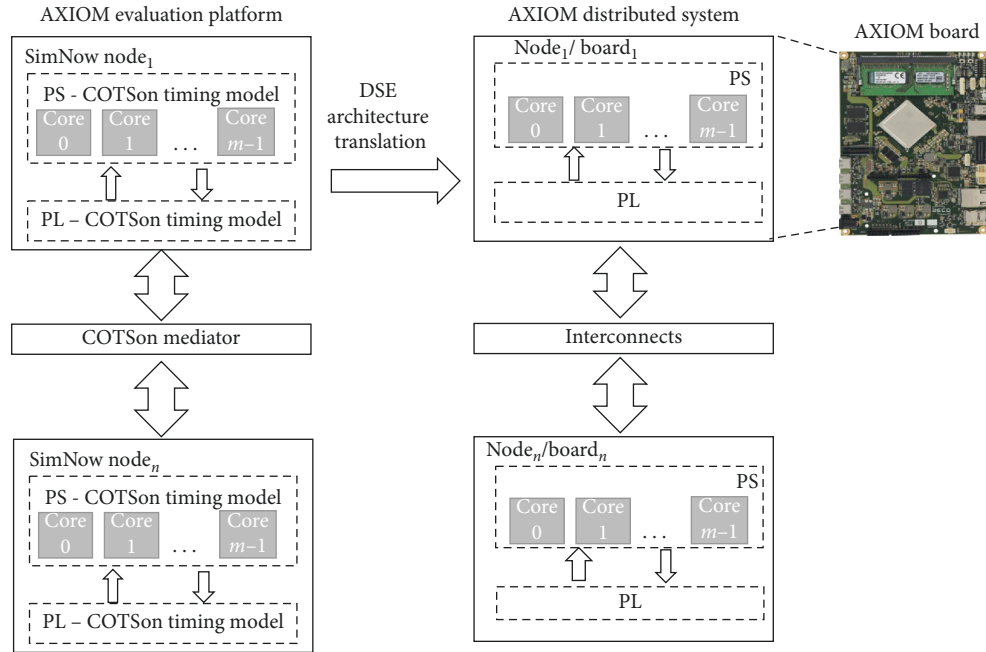 AXIOM evaluation platform
SimNow node₁
PS - COTSon timing model
Core
0
Core
1
...
Core
m–1
PL – COTSon timing model
COTSon mediator
SimNow nodeₙ
PS - COTSon timing model
Core
0
Core
1
...
Core
m–1
PL – COTSon timing model
DSE
architecture
translation
AXIOM distributed system
Node₁/ board₁
PS
Core
0
Core
1
...
Core
m–1
PL
Interconnects
Nodeₙ/boardₙ
PS
Core
0
Core
1
...
Core
m–1
PL
AXIOM board